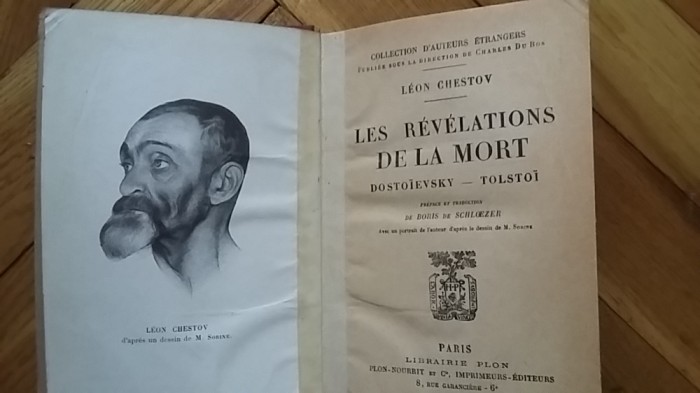 LÉON CHESTOV
d'après un dessin de M. SORINE.
COLLECTION D'AUTEURS ÉTRANGERS
PUBLIÉE SOUS LA DIRECTION DE CHARLES DU BOS
LÉON CHESTOV
LES RÉVÉLATIONS
DE LA MORT
DOSTOÏEVSKY — TOLSTOÏ
PRÉFACE ET TRADUCTION
DE BORIS DE SCHLŒZER
Avec un portrait de l'auteur d'après le dessin de M. SORINE
PARIS
LIBRAIRIE PLON
PLON-NOURRIT ET Cie, IMPRIMEURS-ÉDITEURS
8, RUE GARANCIÈRE - 6e